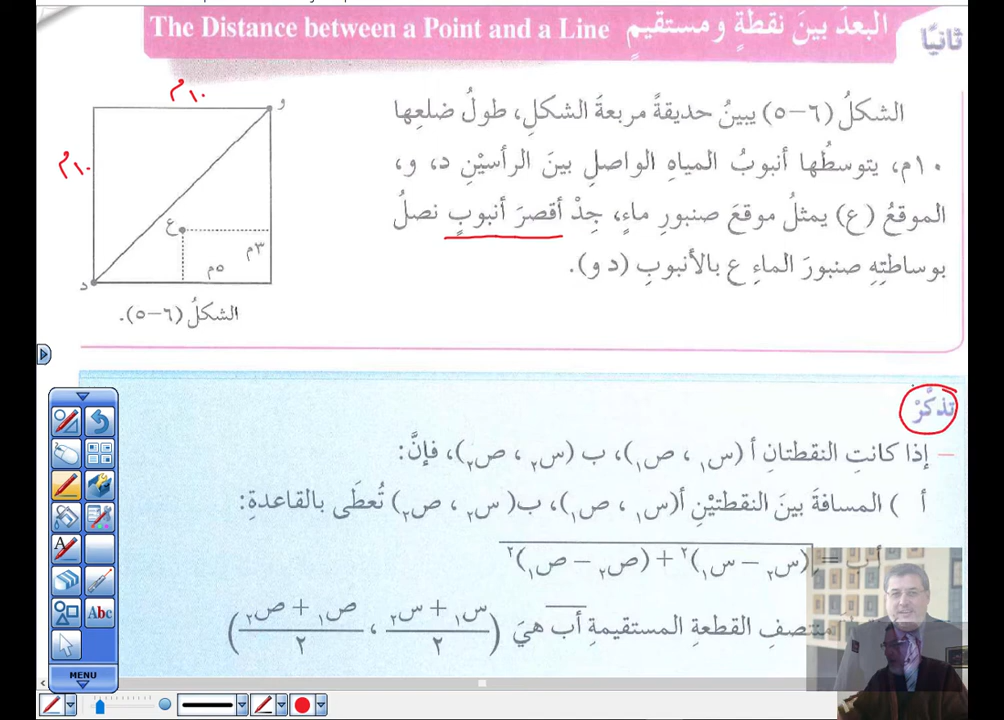 ثانيًا
البعدُ بينَ نقطةٍ ومستقيمٍ The Distance between a Point and a Line
الشكلُ (٦-٥) يبينُ حديقةً مربعةَ الشكلِ، طولُ ضلعِها
١٠م، يتوسطُها أنبوبُ المياهِ الواصلِ بينَ الرأسيْنِ د، و،
الموقعُ (ع) يمثلُ موقعَ صنبورِ ماءٍ، جِدْ أقصرَ أنبوبٍ نصلُ
بوساطتِهِ صنبورَ الماءِ ع بالأنبوبِ (د و).
١٠م
و
١٠م
ع
٣م
٥م
د
الشكلُ (٦-٥).
تذكَّرْ
– إذا كانتِ النقطتانِ أ (س١ ، ص١)، ب (س٢ ، ص٢)، فإنَّ:
أ ) المسافةَ بينَ النقطتيْنِ أ(س١ ، ص١)، ب( س٢ ، ص٢) تُعطَى بالقاعدةِ:
أب = √(س٢ – س١)٢ + (ص٢ – ص١)٢
منتصفِ القطعةِ المستقيمةِ أب هيَ (س١ + س٢/٢ ، ص١ + ص٢/٢)
Abc
MENU